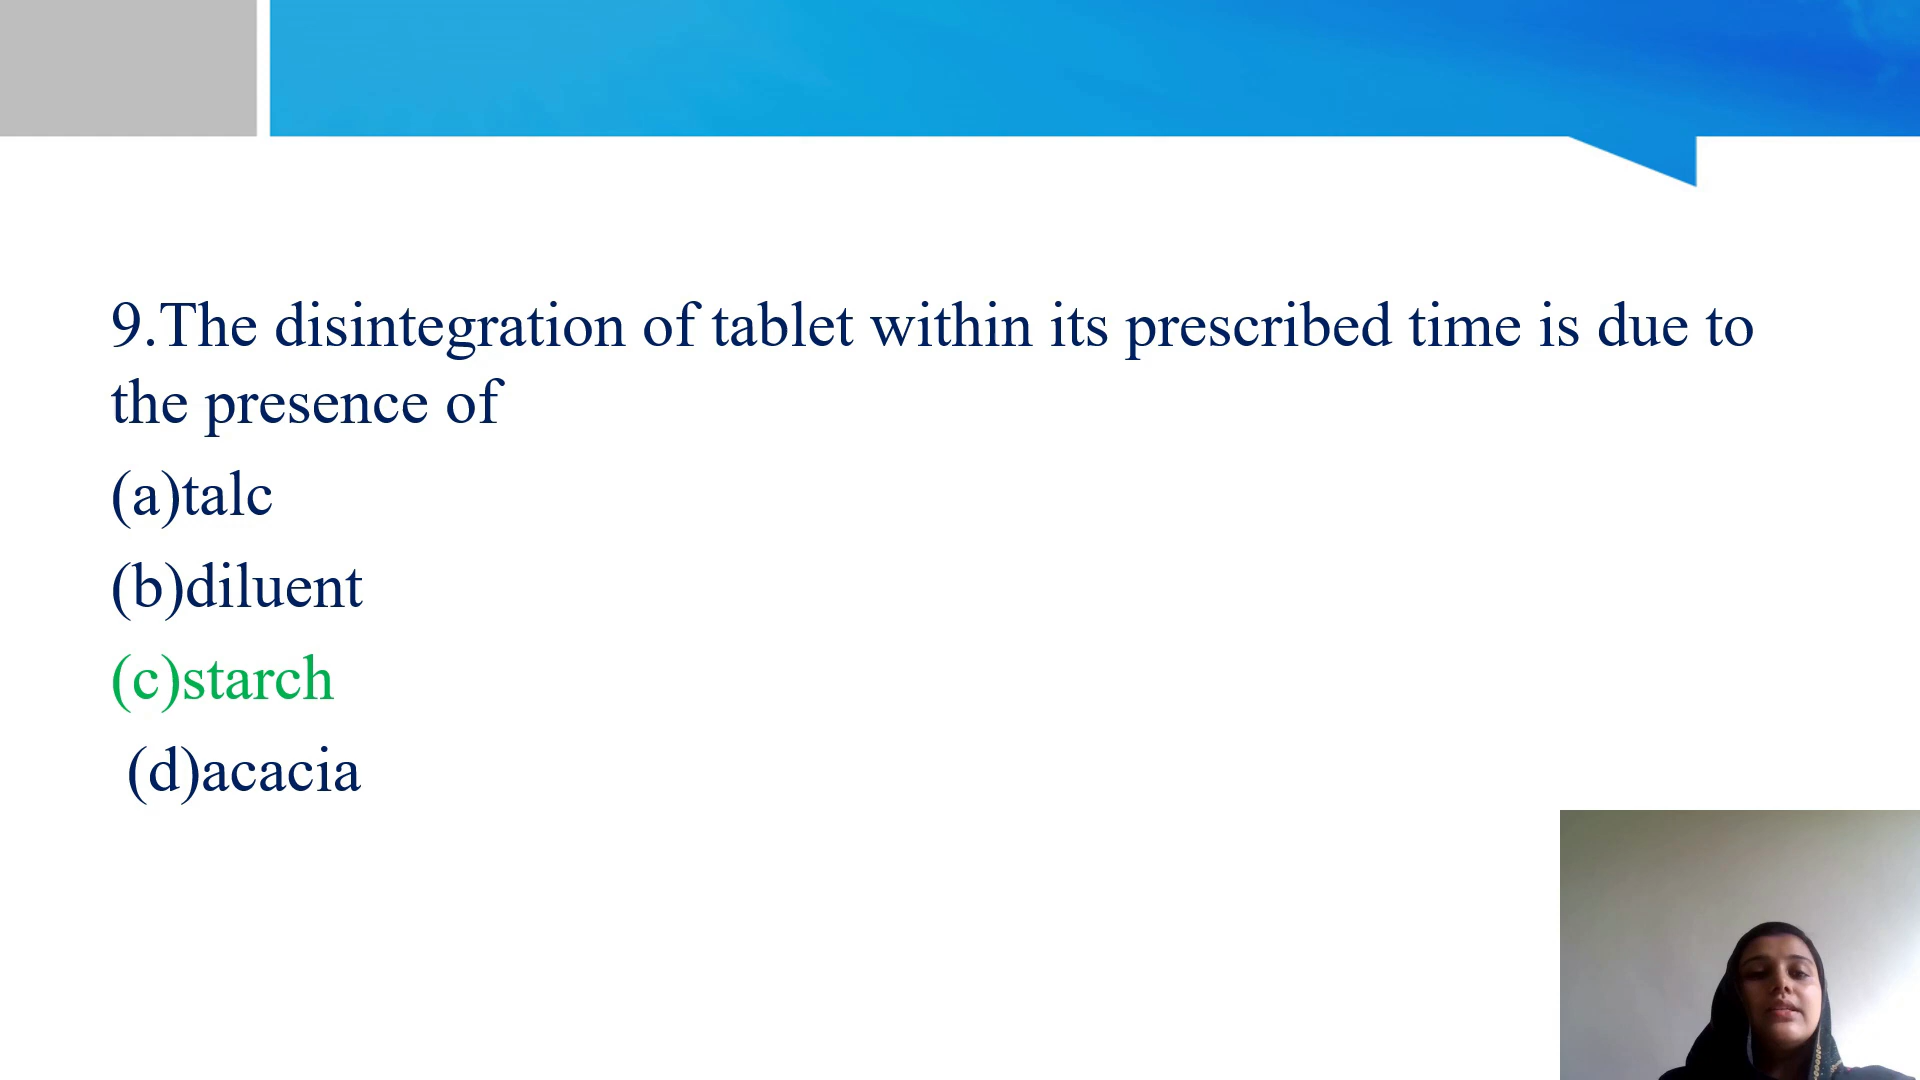 9.The disintegration of tablet within its prescribed time is due to
the presence of
(a)talc
(b)diluent
(c)starch
(d)acacia